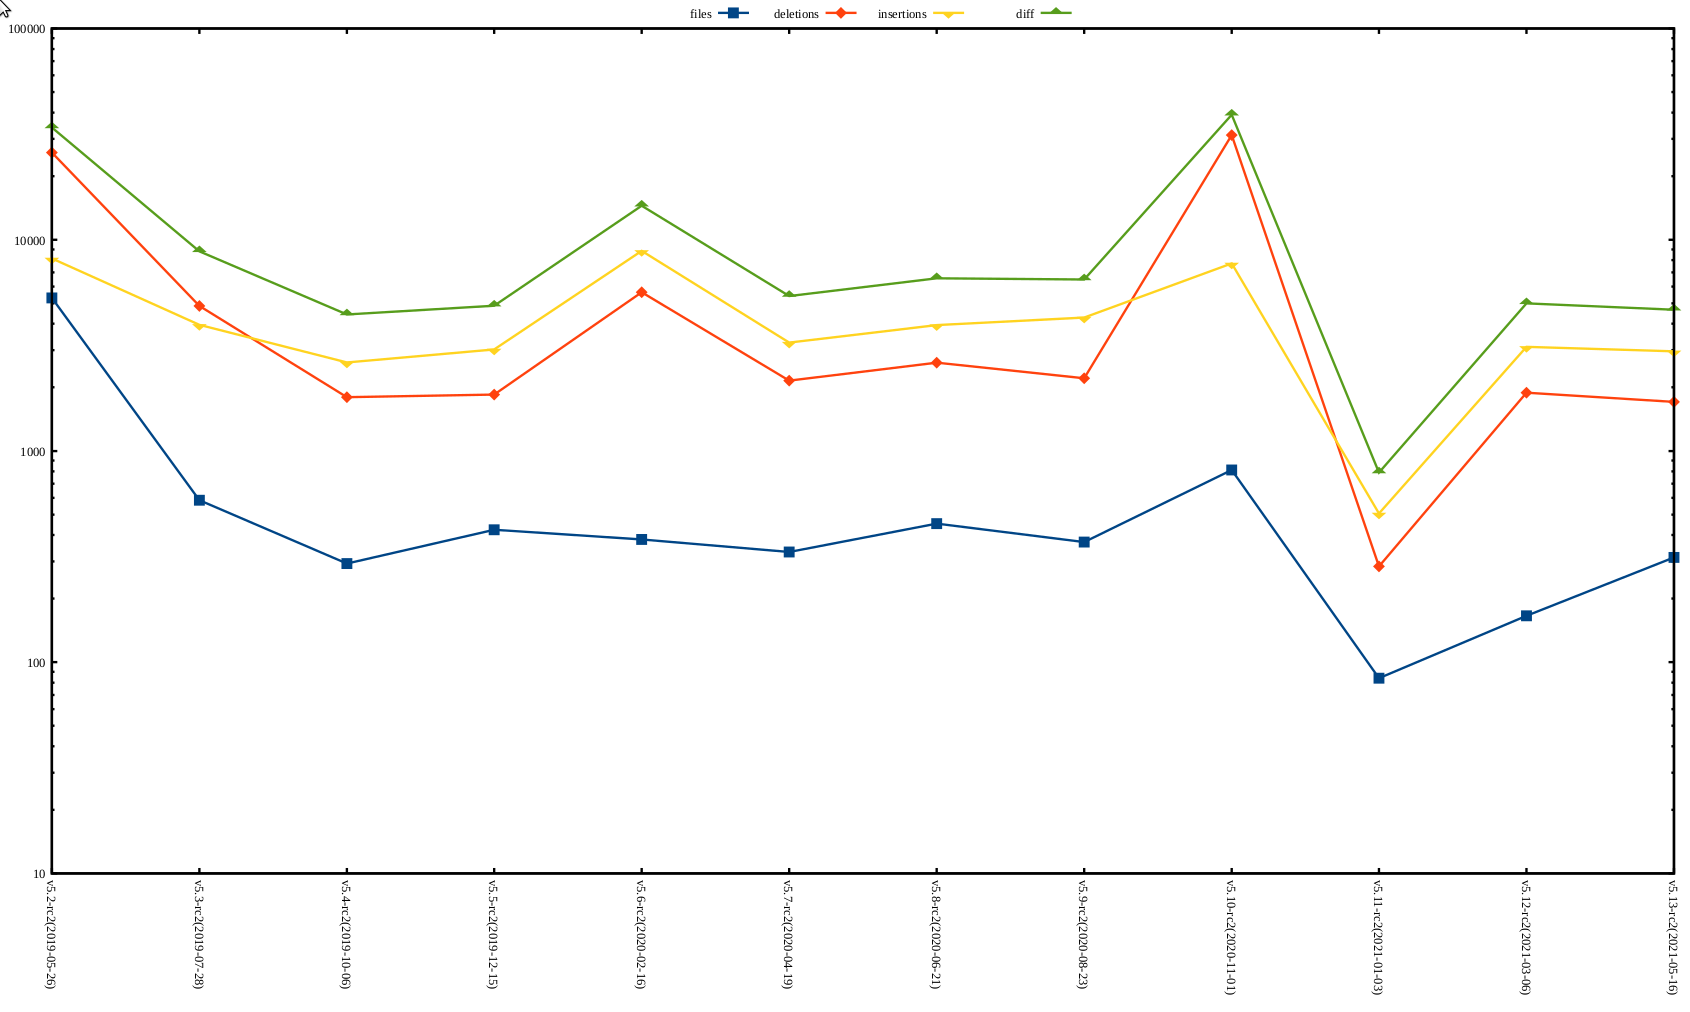 files deletions insertions diff
100000
10000
1000
100
10
v5.2-rc2(2019-05-26)
v5.3-rc2(2019-07-28)
v5.4-rc2(2019-10-06)
v5.5-rc2(2019-12-15)
v5.6-rc2(2020-02-16)
v5.7-rc2(2020-04-19)
v5.8-rc2(2020-06-21)
v5.9-rc2(2020-08-23)
v5.10-rc2(2020-11-01)
v5.11-rc2(2021-01-03)
v5.12-rc2(2021-03-06)
v5.13-rc2(2021-05-16)